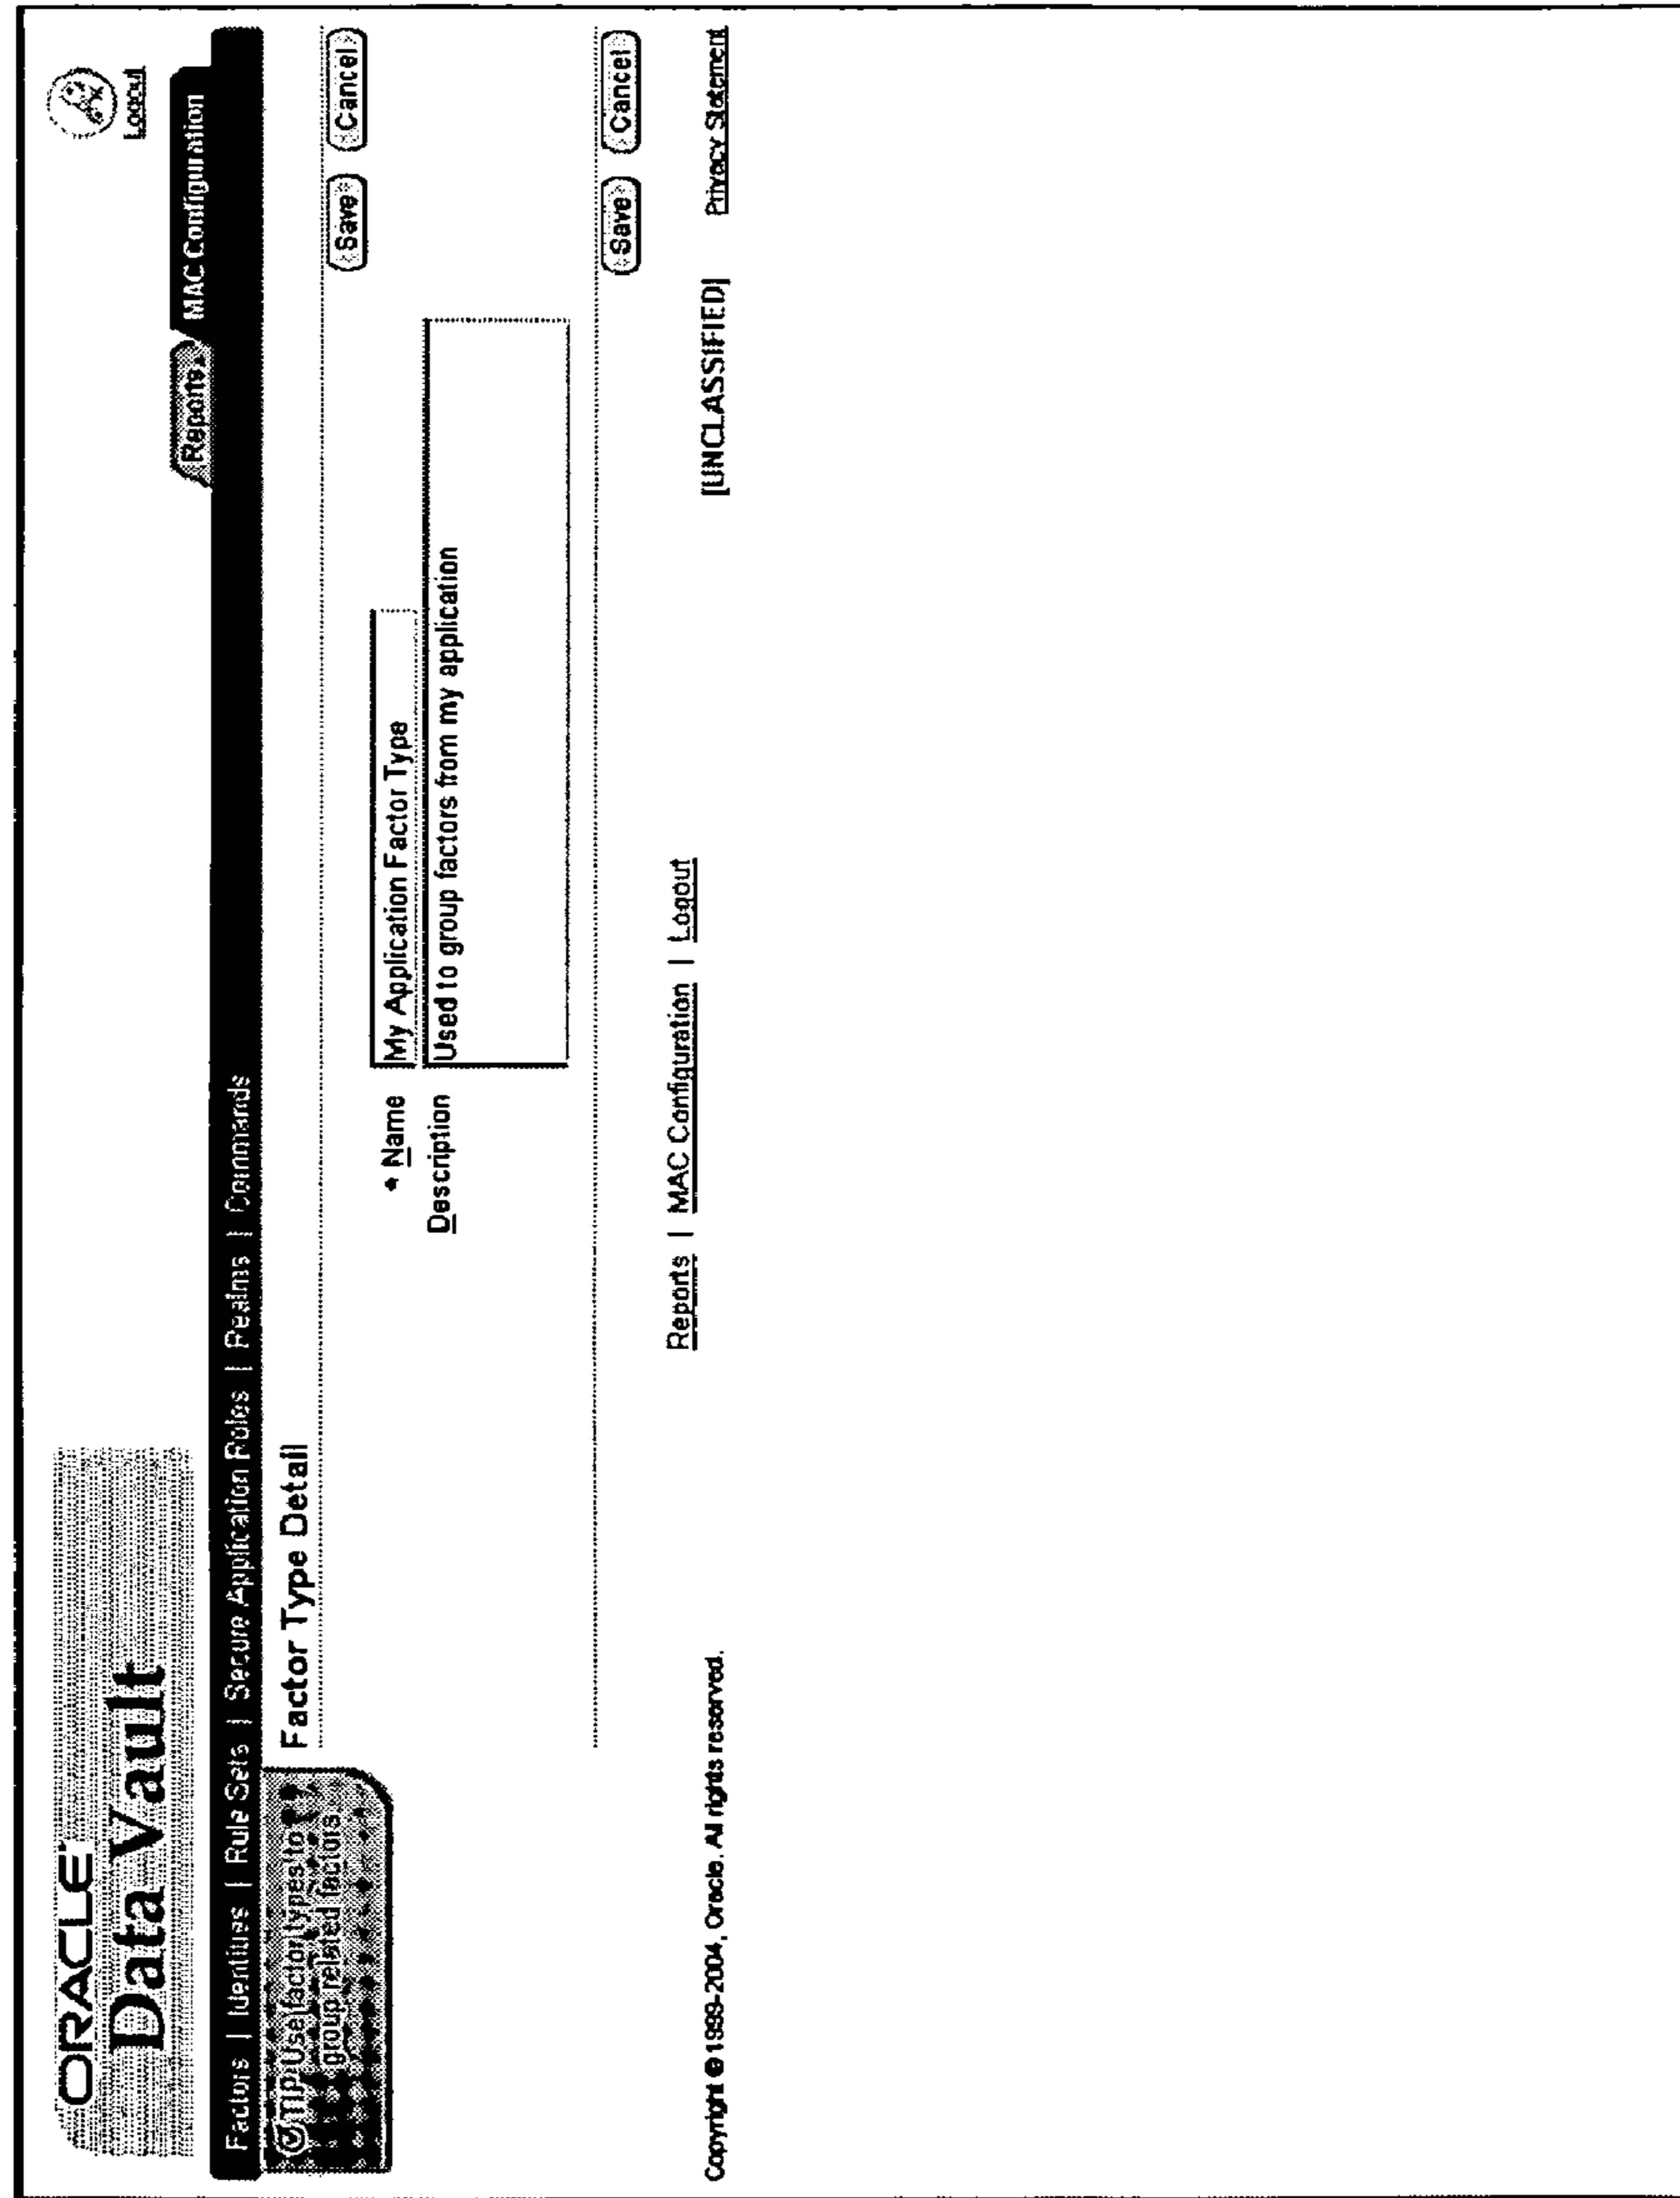 ORACLE
Data Vault
Logout
Reports
MAC Configuration
Factors | Identities | Rule Sets | Secure Application Roles | Realms | Commands
TIP Use factor types to
group related factors.
Factor Type Detail
Save
Cancel
* Name
My Application Factor Type
Description
Used to group factors from my application
Save
Cancel
Reports | MAC Configuration | Logout
Copyright © 1999-2004, Oracle. All rights reserved.
[UNCLASSIFIED]
Privacy Statement